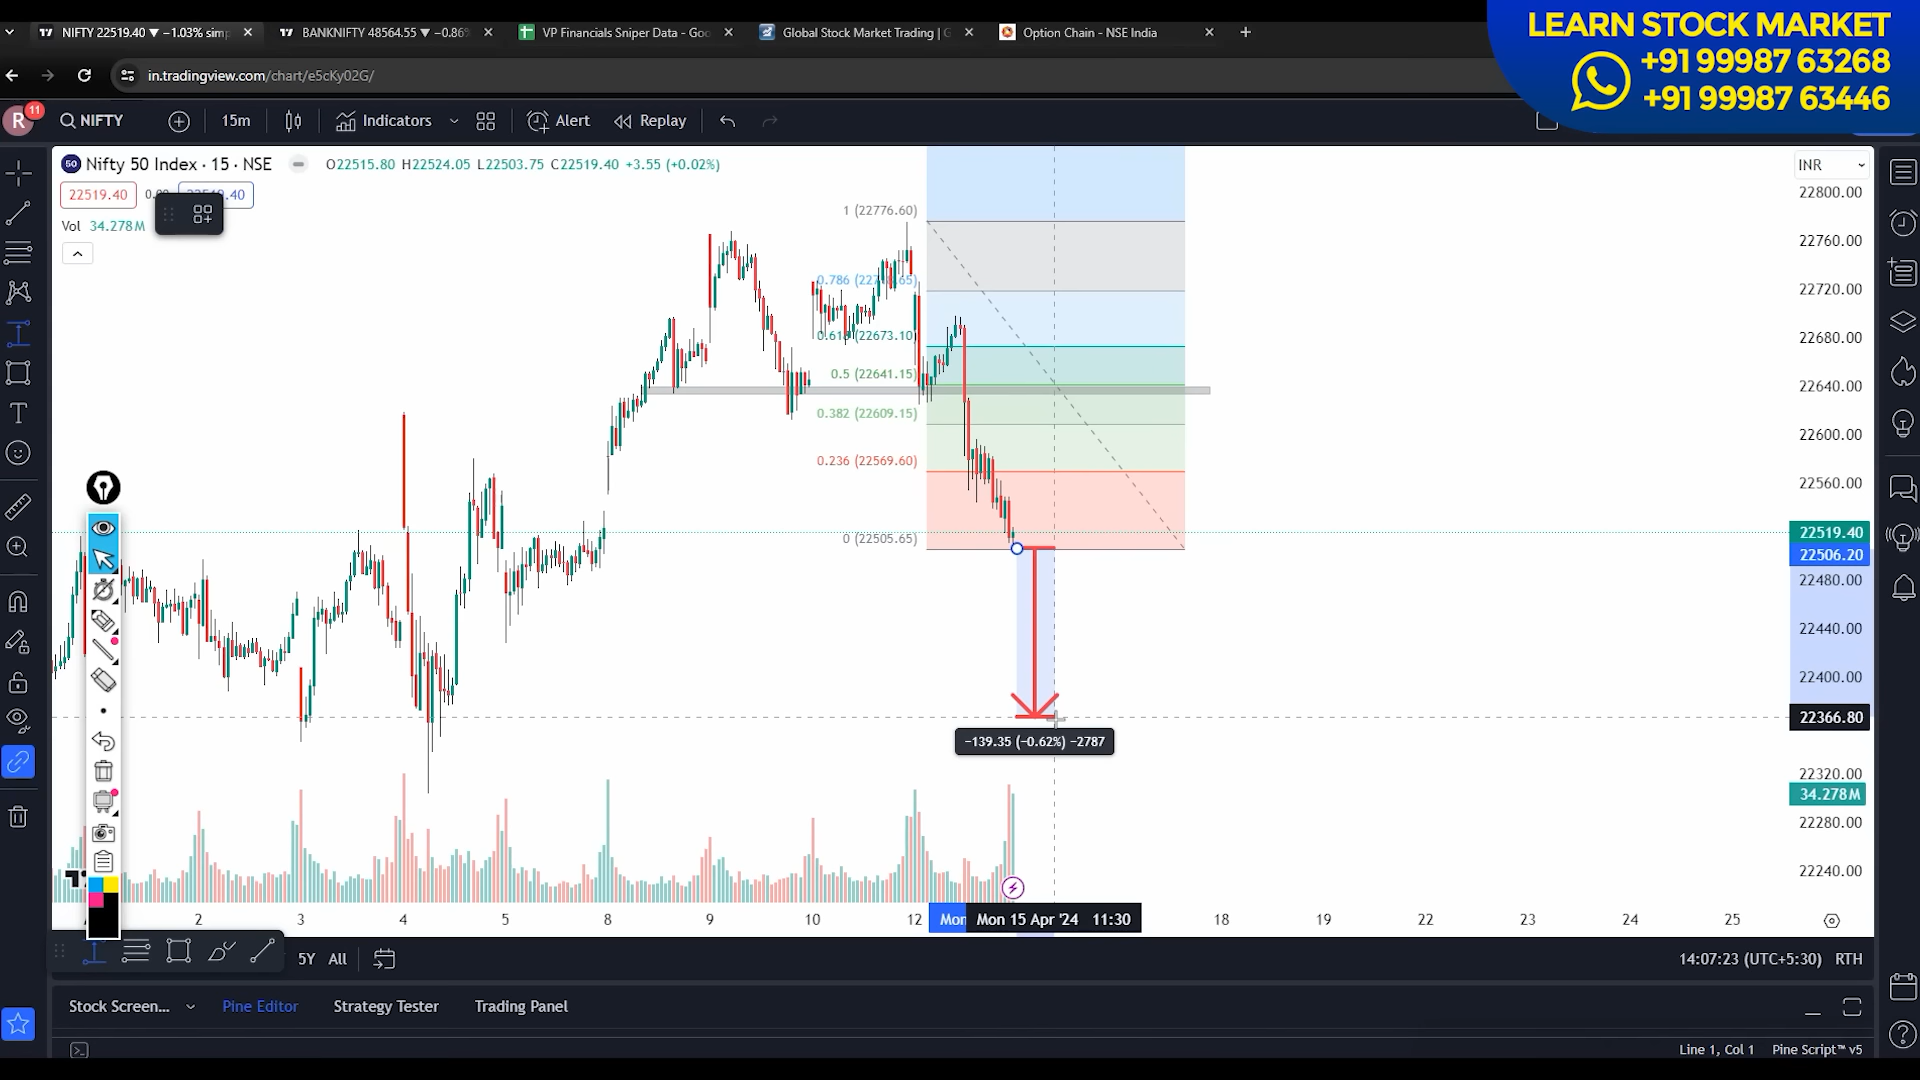 NIFTY 22519.40 ▼ −1.03% simp
BANKNIFTY 48564.55 ▼ −0.86%
VP Financials Sniper Data - Goo
Global Stock Market Trading | G
Option Chain - NSE India
LEARN STOCK MARKET
+91 99987 63268
+91 99987 63446
in.tradingview.com/chart/e5cKy02G/
R
11
NIFTY
15m
Indicators
Alert
Replay
50
Nifty 50 Index · 15 · NSE
O22515.80 H22524.05 L22503.75 C22519.40 +3.55 (+0.02%)
INR
22519.40
Vol 34.278M
1 (22776.60)
0.618 (22673.10)
0.5 (22641.15)
0.382 (22609.15)
0.236 (22569.60)
0 (22505.65)
−139.35 (−0.62%) −2787
22800.00
22760.00
22720.00
22680.00
22640.00
22600.00
22560.00
22519.40
22506.20
22480.00
22440.00
22400.00
22366.80
22320.00
34.278M
22280.00
22240.00
2
3
4
5
8
9
10
12
Mon
Mon 15 Apr '24 11:30
18
19
22
23
24
25
5Y
All
14:07:23 (UTC+5:30)
RTH
Stock Screen...
Pine Editor
Strategy Tester
Trading Panel
Line 1, Col 1
Pine Script™ v5